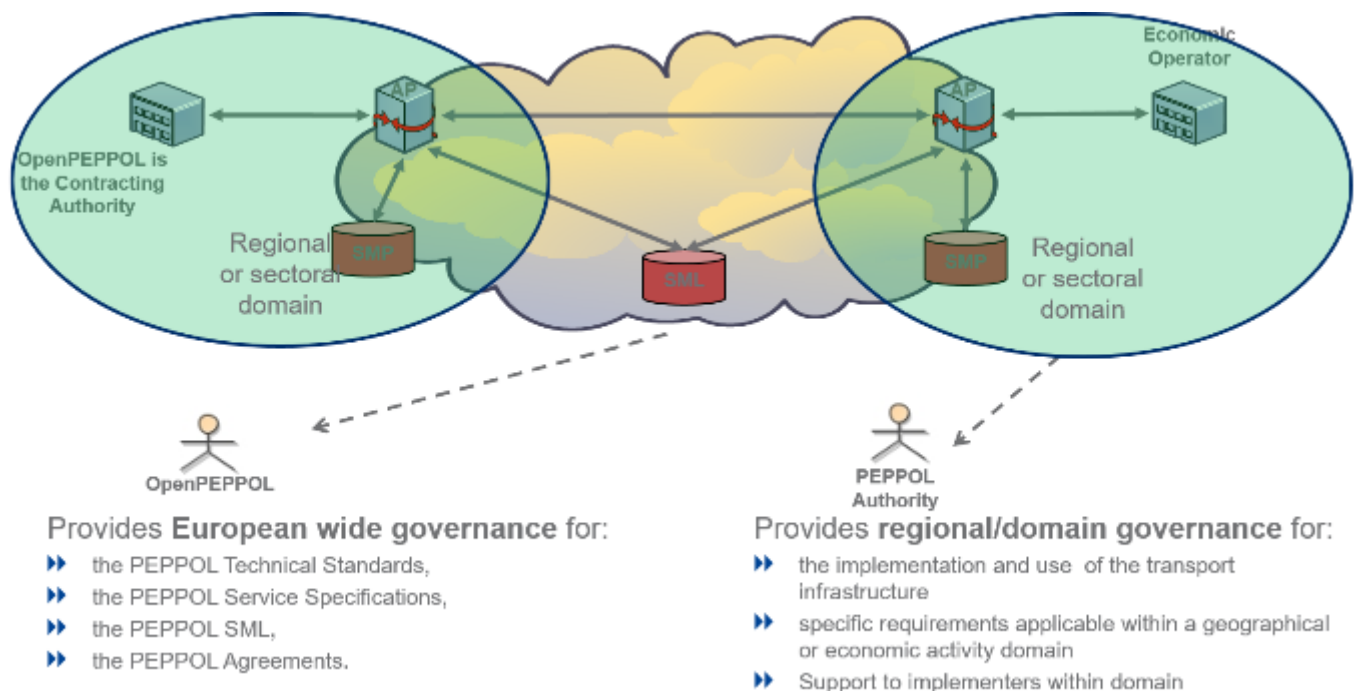 Economic
Operator
AP
AP
OpenPEPPOL is
the Contracting
Authority
Regional
or sectoral
domain
SMP
SML
SMP
Regional
or sectoral
domain
OpenPEPPOL
Provides European wide governance for:
the PEPPOL Technical Standards,
the PEPPOL Service Specifications,
the PEPPOL SML,
the PEPPOL Agreements.
PEPPOL
Authority
Provides regional/domain governance for:
the implementation and use of the transport
infrastructure
specific requirements applicable within a geographical
or economic activity domain
Support to implementers within domain